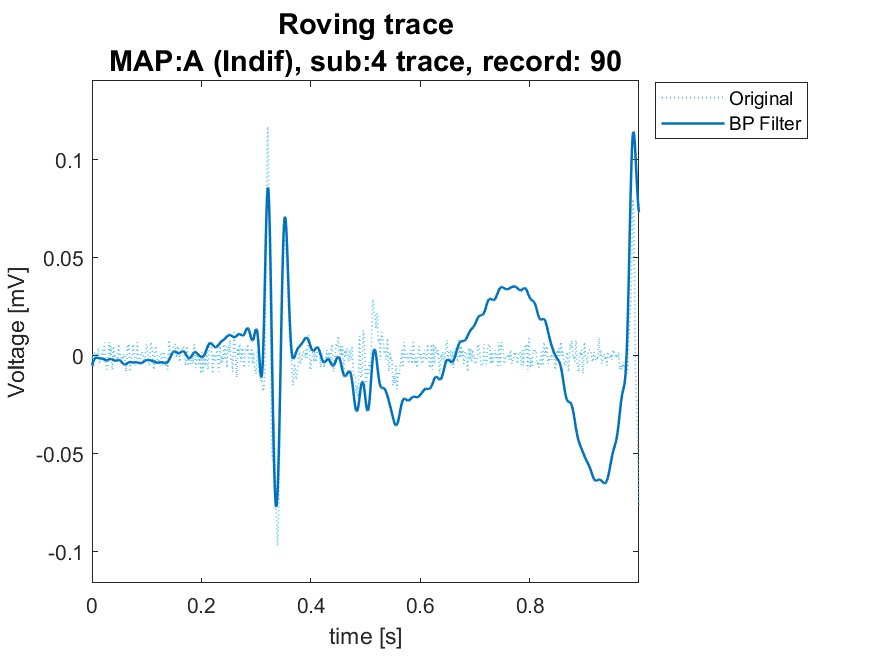 Roving trace
MAP:A (Indif), sub:4 trace, record: 90
Original
BP Filter
0.1
0.05
0
-0.05
-0.1
Voltage [mV]
0 0.2 0.4 0.6 0.8
time [s]